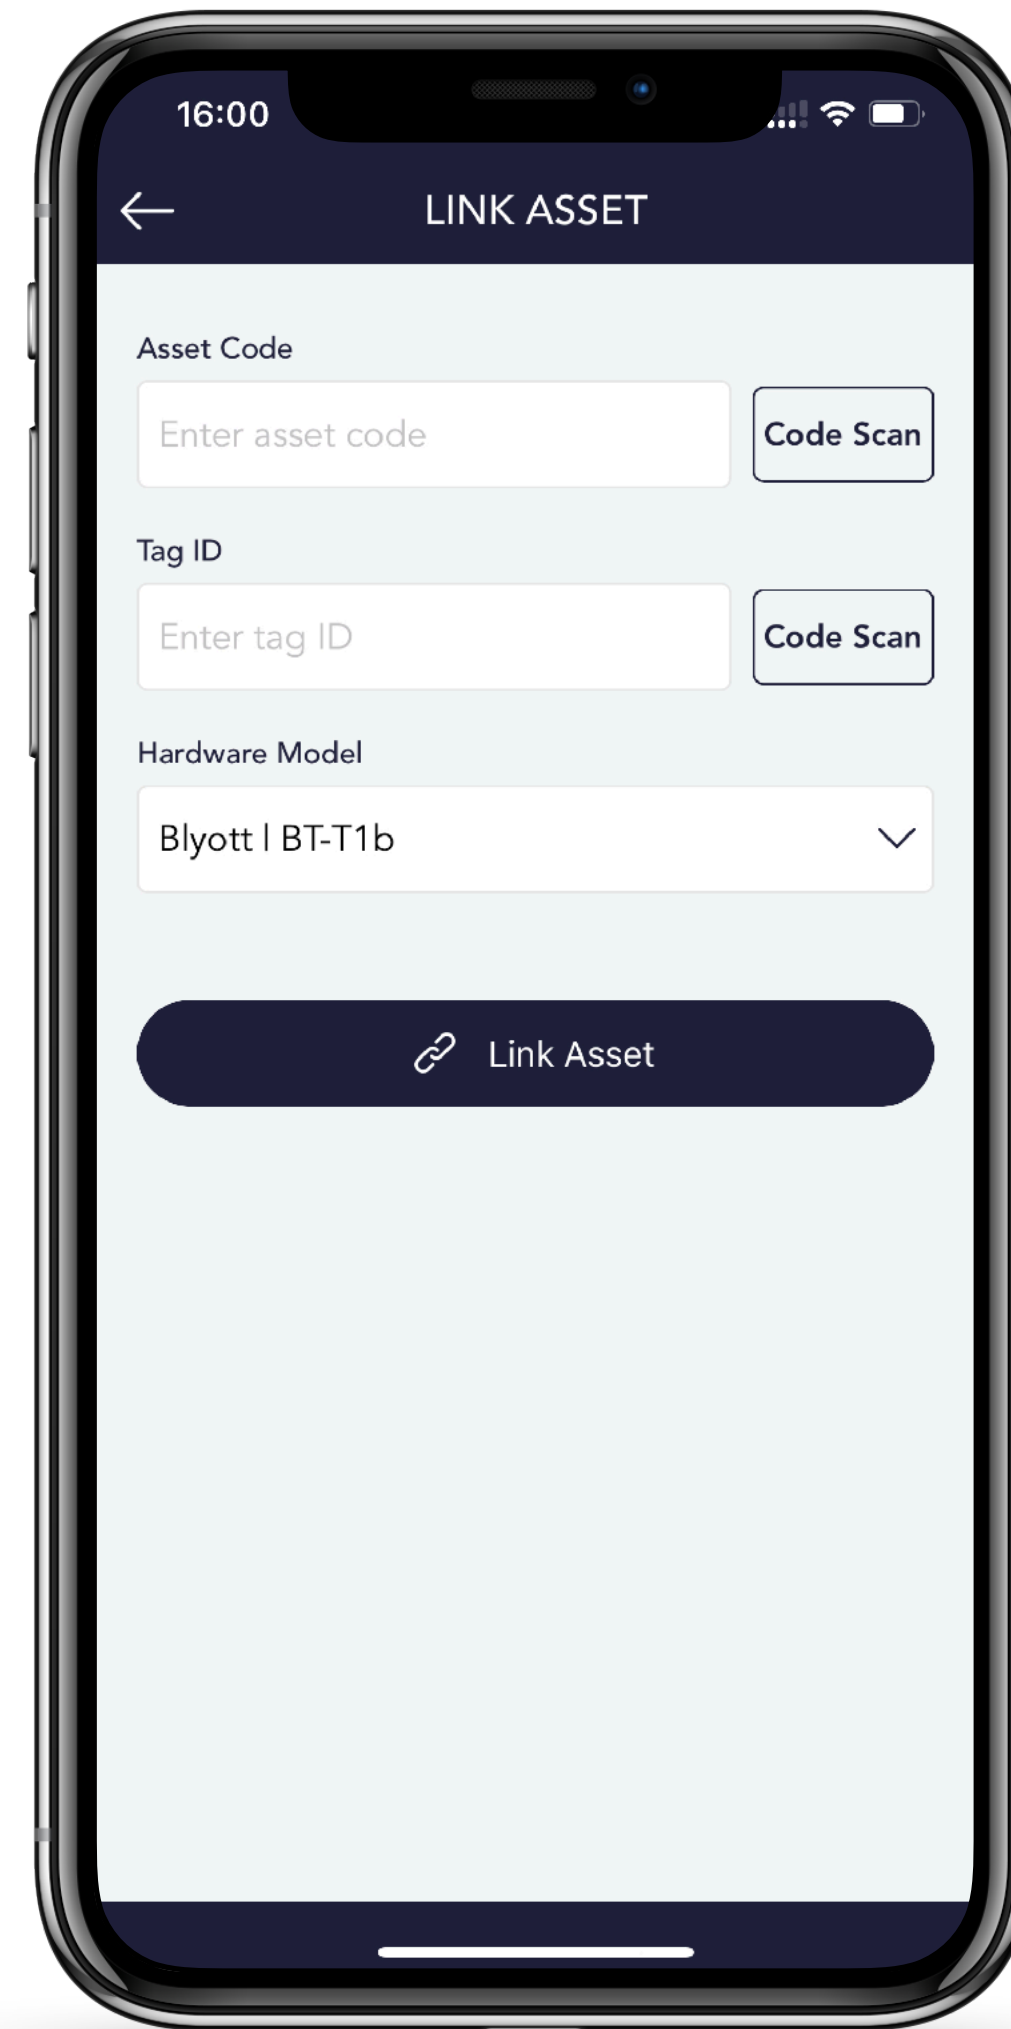 16:00
LINK ASSET
Asset Code
Enter asset code
Code Scan
Tag ID
Enter tag ID
Code Scan
Hardware Model
Blyott | BT-T1b
Link Asset